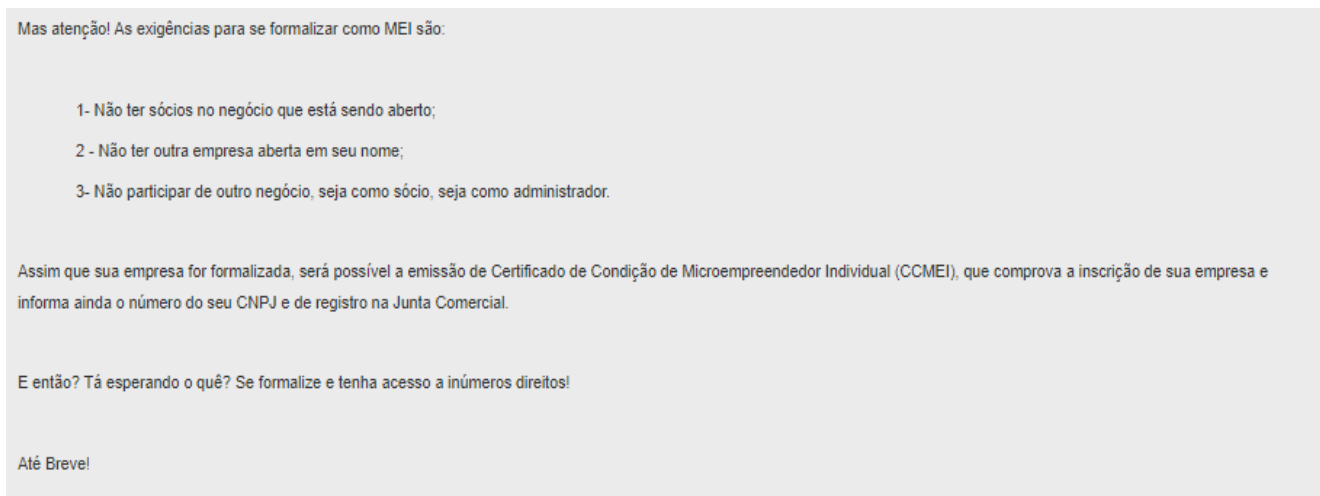 Mas atenção! As exigências para se formalizar como MEI são:
1- Não ter sócios no negócio que está sendo aberto;
2 - Não ter outra empresa aberta em seu nome;
3- Não participar de outro negócio, seja como sócio, seja como administrador.
Assim que sua empresa for formalizada, será possível a emissão de Certificado de Condição de Microempreendedor Individual (CCMEI), que comprova a inscrição de sua empresa e
informa ainda o número do seu CNPJ e de registro na Junta Comercial.
E então? Tá esperando o quê? Se formalize e tenha acesso a inúmeros direitos!
Até Breve!